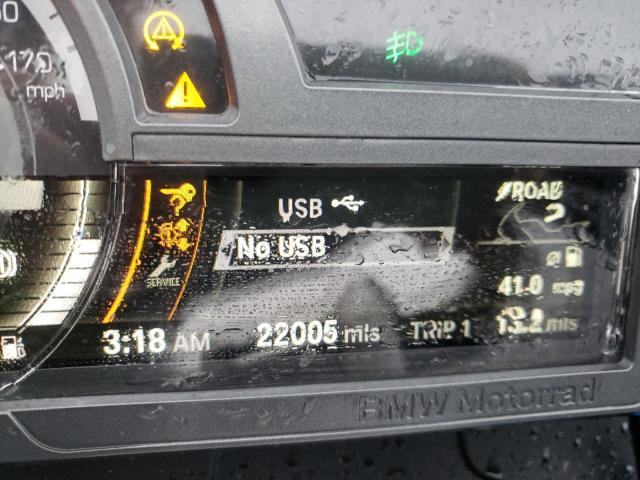 170
mph
USB
ROAD
No USB
SERVICE
41.0 mpg
3:18 AM 22005 mls TRIP 1 13.2 mls
BMW Motorrad